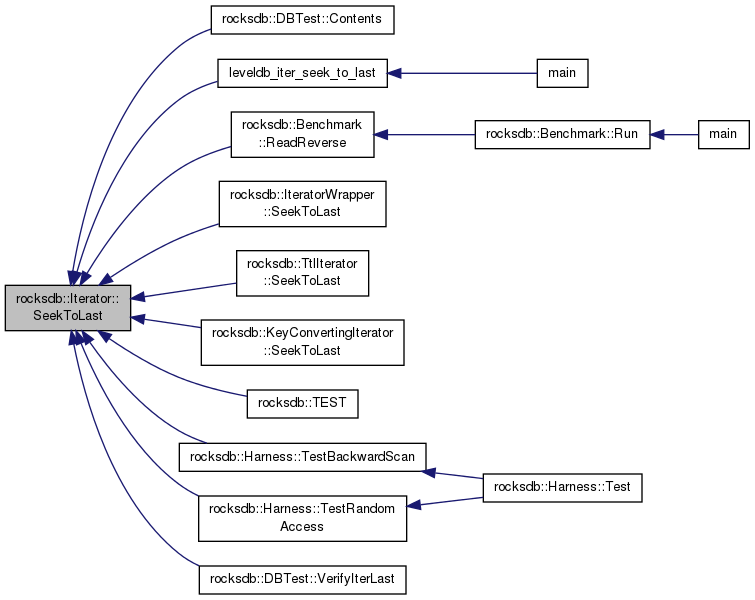 rocksdb::DBTest::Contents
leveldb_iter_seek_to_last
main
rocksdb::Benchmark
::ReadReverse
rocksdb::Benchmark::Run
main
rocksdb::IteratorWrapper
::SeekToLast
rocksdb::TtlIterator
::SeekToLast
rocksdb::Iterator::
SeekToLast
rocksdb::KeyConvertingIterator
::SeekToLast
rocksdb::TEST
rocksdb::Harness::TestBackwardScan
rocksdb::Harness::Test
rocksdb::Harness::TestRandom
Access
rocksdb::DBTest::VerifyIterLast